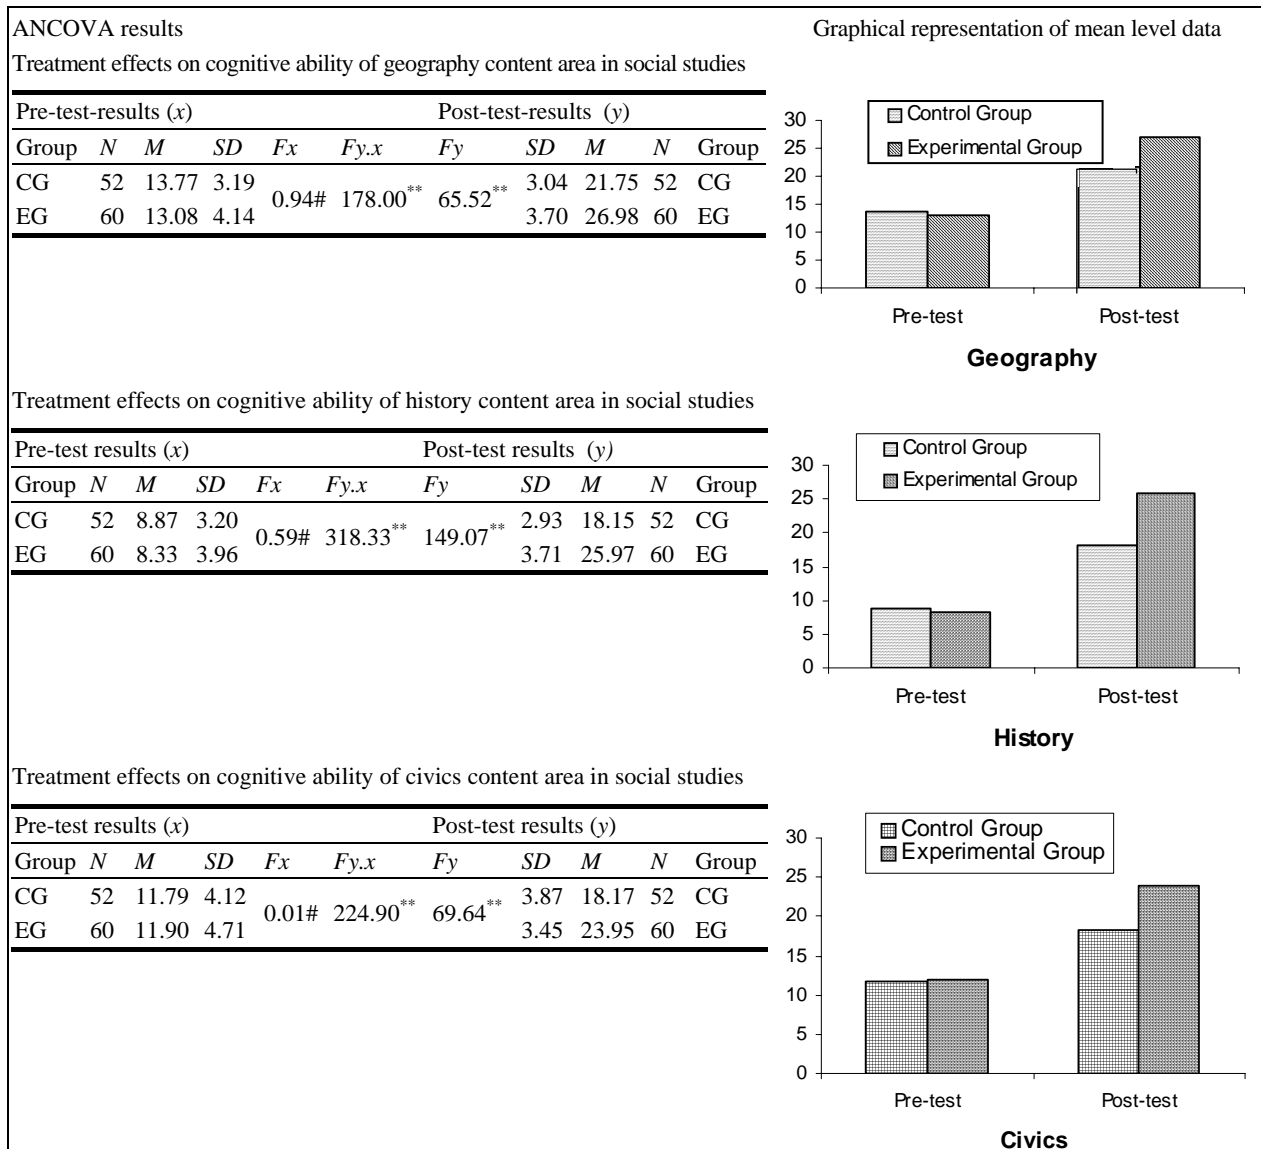 ANCOVA results
Graphical representation of mean level data
Treatment effects on cognitive ability of geography content area in social studies
Pre-test-results (x) Post-test-results (y)
Group N M SD Fx Fy.x Fy SD M N Group
CG 52 13.77 3.19 0.94# 178.00** 65.52** 3.04 21.75 52 CG
EG 60 13.08 4.14 3.70 26.98 60 EG
Control Group
Experimental Group
30
25
20
15
10
5
0
Pre-test Post-test
Geography
Treatment effects on cognitive ability of history content area in social studies
Pre-test results (x) Post-test results (y)
Group N M SD Fx Fy.x Fy SD M N Group
CG 52 8.87 3.20 0.59# 318.33** 149.07** 2.93 18.15 52 CG
EG 60 8.33 3.96 3.71 25.97 60 EG
Control Group
Experimental Group
30
25
20
15
10
5
0
Pre-test Post-test
History
Treatment effects on cognitive ability of civics content area in social studies
Pre-test results (x) Post-test results (y)
Group N M SD Fx Fy.x Fy SD M N Group
CG 52 11.79 4.12 0.01# 224.90** 69.64** 3.87 18.17 52 CG
EG 60 11.90 4.71 3.45 23.95 60 EG
Control Group
Experimental Group
30
25
20
15
10
5
0
Pre-test Post-test
Civics